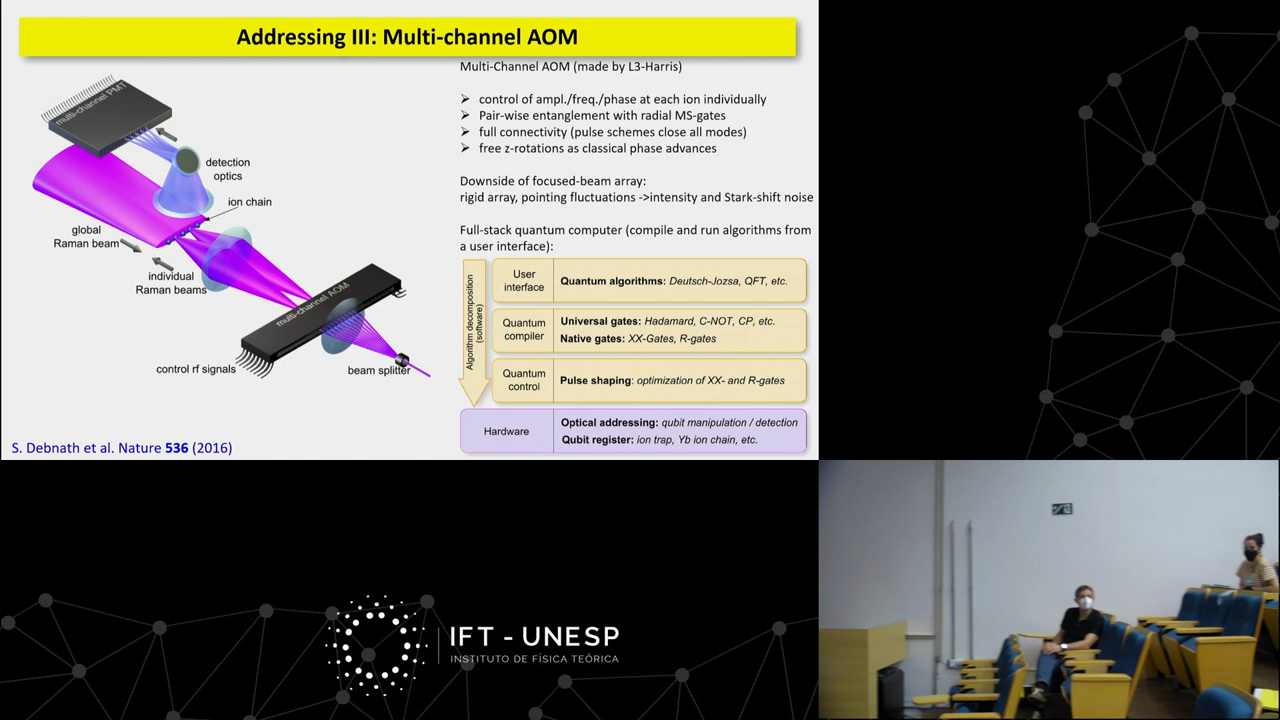 Addressing III: Multi-channel AOM
multi-channel PMT
detection
optics
ion chain
global
Raman beam
individual
Raman beams
multi-channel AOM
control rf signals
beam splitter
S. Debnath et al. Nature 536 (2016)
Multi-Channel AOM (made by L3-Harris)
➢ control of ampl./freq./phase at each ion individually
➢ Pair-wise entanglement with radial MS-gates
➢ full connectivity (pulse schemes close all modes)
➢ free z-rotations as classical phase advances
Downside of focused-beam array:
rigid array, pointing fluctuations ->intensity and Stark-shift noise
Full-stack quantum computer (compile and run algorithms from
a user interface):
Algorithm decomposition
(software)
User
interface
Quantum algorithms: Deutsch-Jozsa, QFT, etc.
Quantum
compiler
Universal gates: Hadamard, C-NOT, CP, etc.
Native gates: XX-Gates, R-gates
Quantum
control
Pulse shaping: optimization of XX- and R-gates
Hardware
Optical addressing: qubit manipulation / detection
Qubit register: ion trap, Yb ion chain, etc.
IFT - UNESP
INSTITUTO DE FÍSICA TEÓRICA